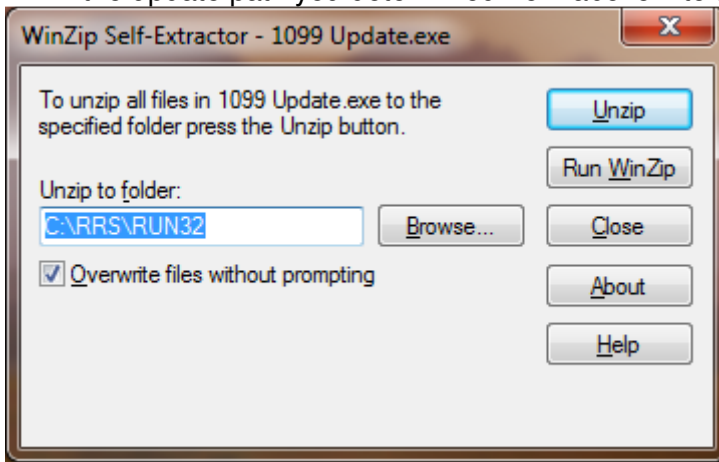 WinZip Self-Extractor - 1099 Update.exe
To unzip all files in 1099 Update.exe to the
specified folder press the Unzip button.
Unzip to folder:
C:\RRS\RUN32
Browse...
Overwrite files without prompting
Unzip
Run WinZip
Close
About
Help